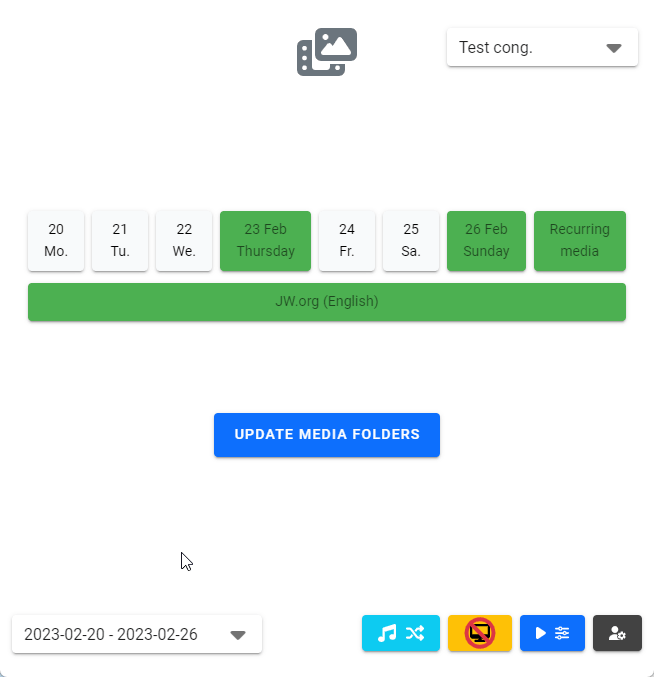 Test cong.
20
Mo.
21
Tu.
22
We.
23 Feb
Thursday
24
Fr.
25
Sa.
26 Feb
Sunday
Recurring
media
JW.org (English)
UPDATE MEDIA FOLDERS
2023-02-20 - 2023-02-26